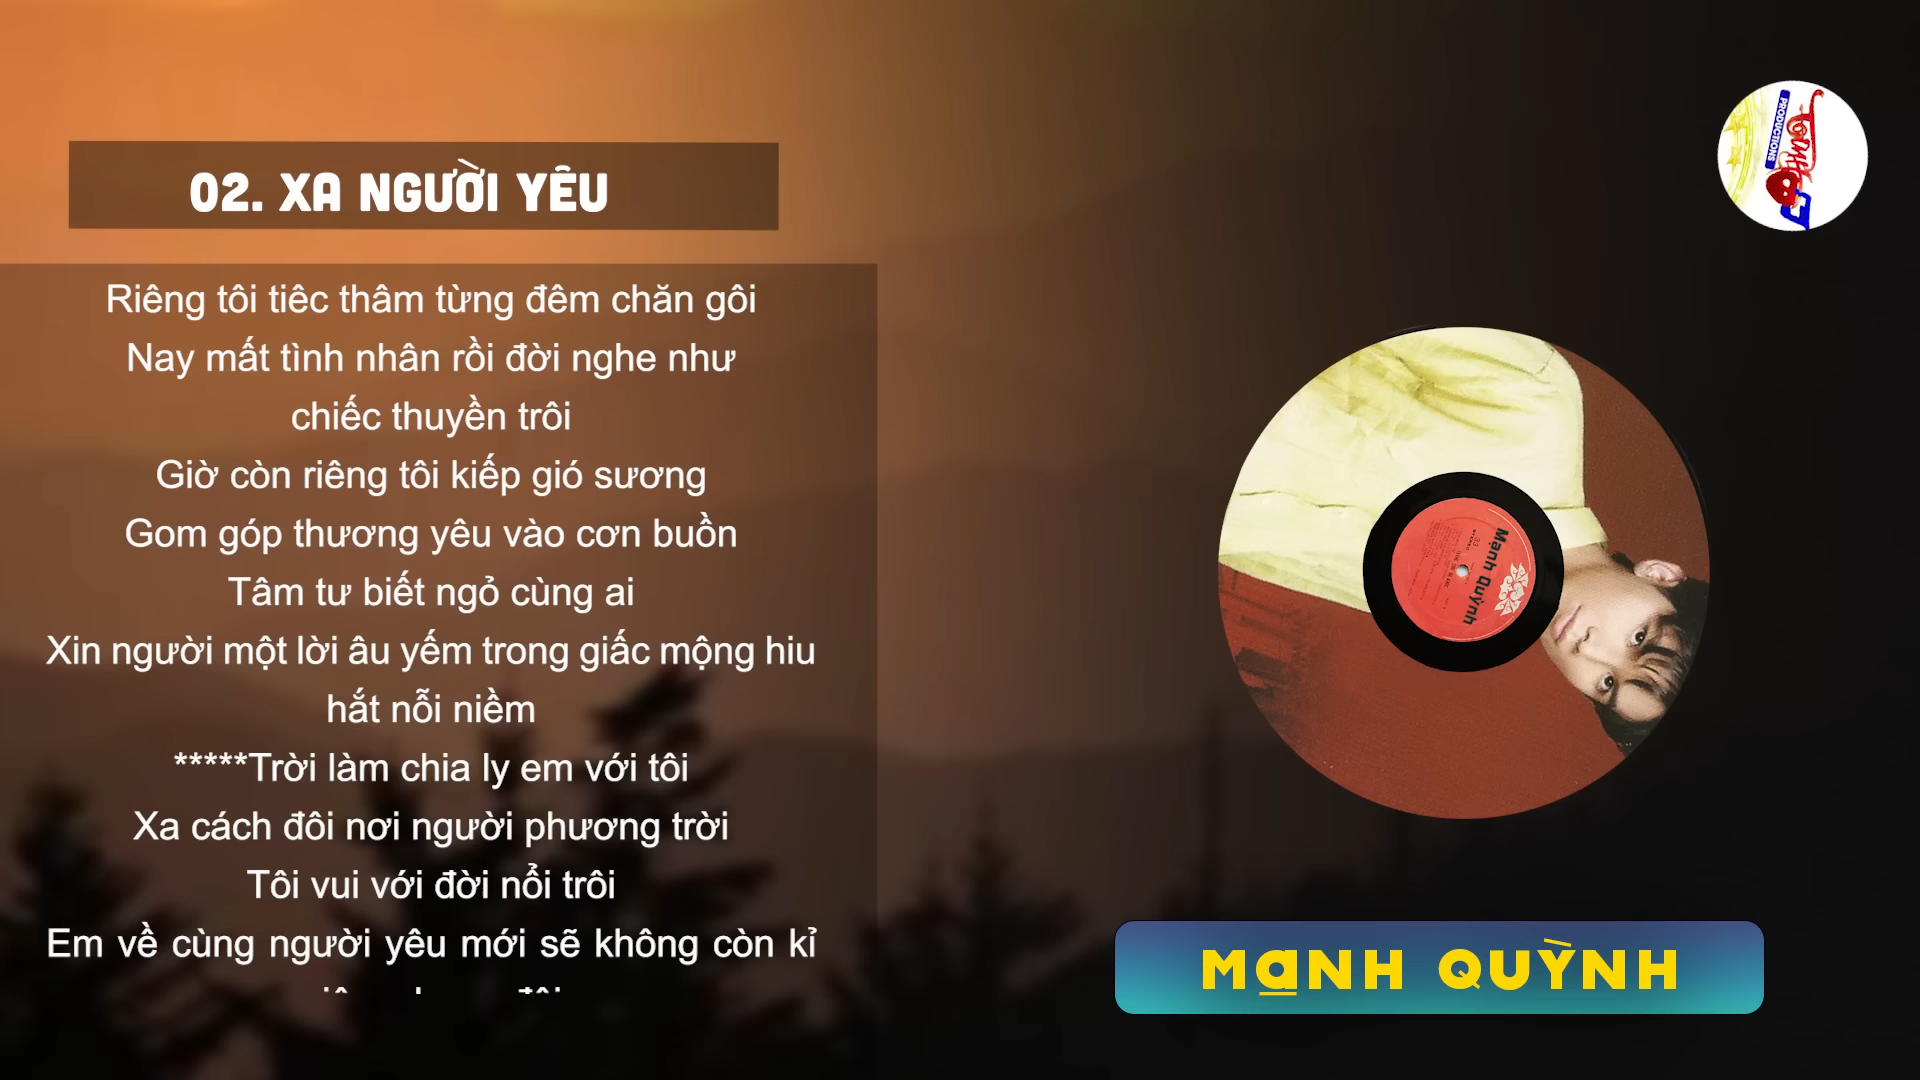 02. XA NGƯỜI YÊU
Riêng tôi tiêc thâm từng đêm chăn gôi
Nay mất tình nhân rồi đời nghe như
chiếc thuyền trôi
Giờ còn riêng tôi kiếp gió sương
Gom góp thương yêu vào cơn buồn
Tâm tư biết ngỏ cùng ai
Xin người một lời âu yếm trong giấc mộng hiu
hắt nỗi niềm
*****Trời làm chia ly em với tôi
Xa cách đôi nơi người phương trời
Tôi vui với đời nổi trôi
Em về cùng người yêu mới sẽ không còn kỉ
PRODUCTIONS
Mạnh Quỳnh
33
MẠNH QUỲNH